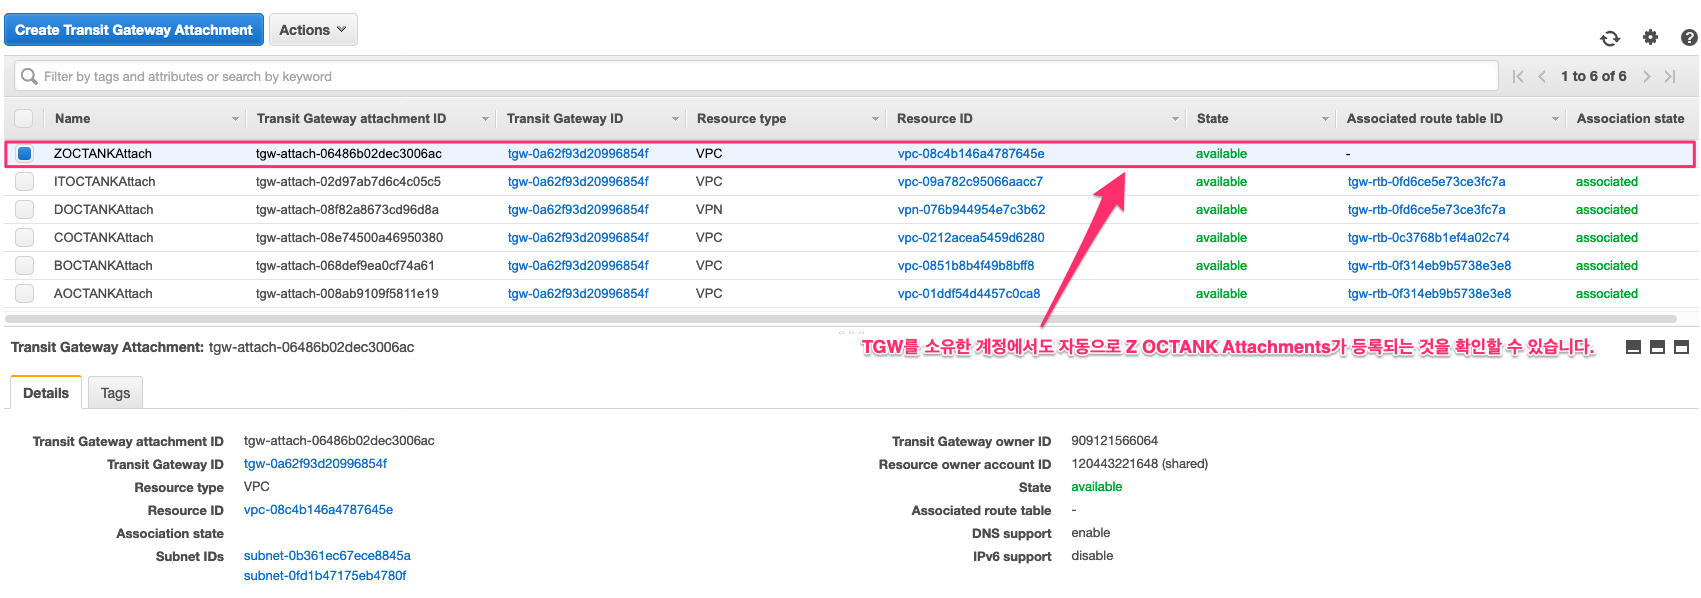 Create Transit Gateway Attachment Actions
Filter by tags and attributes or search by keyword 1 to 6 of 6
Name Transit Gateway attachment ID Transit Gateway ID Resource type Resource ID State Associated route table ID Association state
ZOCTANKAttach tgw-attach-06486b02dec3006ac tgw-0a62f93d20996854f VPC vpc-08c4b146a4787645e available -
ITOCTANKAttach tgw-attach-02d97ab7d6c4c05c5 tgw-0a62f93d20996854f VPC vpc-09a782c95066aacc7 available tgw-rtb-0fd6ce5e73ce3fc7a associated
DOCTANKAttach tgw-attach-08f82a8673cd96d8a tgw-0a62f93d20996854f VPN vpn-076b944954e7c3b62 available tgw-rtb-0fd6ce5e73ce3fc7a associated
COCTANKAttach tgw-attach-08e74500a46950380 tgw-0a62f93d20996854f VPC vpc-0212acea5459d6280 available tgw-rtb-0c3768b1ef4a02c74 associated
BOCTANKAttach tgw-attach-068def9ea0cf74a61 tgw-0a62f93d20996854f VPC vpc-0851b8b4f49b8bff8 available tgw-rtb-0f314eb9b5738e3e8 associated
AOCTANKAttach tgw-attach-008ab9109f5811e19 tgw-0a62f93d20996854f VPC vpc-01ddf54d4457c0ca8 available tgw-rtb-0f314eb9b5738e3e8 associated
Transit Gateway Attachment: tgw-attach-06486b02dec3006ac
TGW를 소유한 계정에서도 자동으로 Z OCTANK Attachments가 등록되는 것을 확인할 수 있습니다.
Details Tags
Transit Gateway attachment ID tgw-attach-06486b02dec3006ac Transit Gateway owner ID 909121566064
Transit Gateway ID tgw-0a62f93d20996854f Resource owner account ID 120443221648 (shared)
Resource type VPC State available
Resource ID vpc-08c4b146a4787645e Associated route table -
Association state DNS support enable
Subnet IDs subnet-0b361ec67ece8845a IPv6 support disable
subnet-0fd1b47175eb4780f